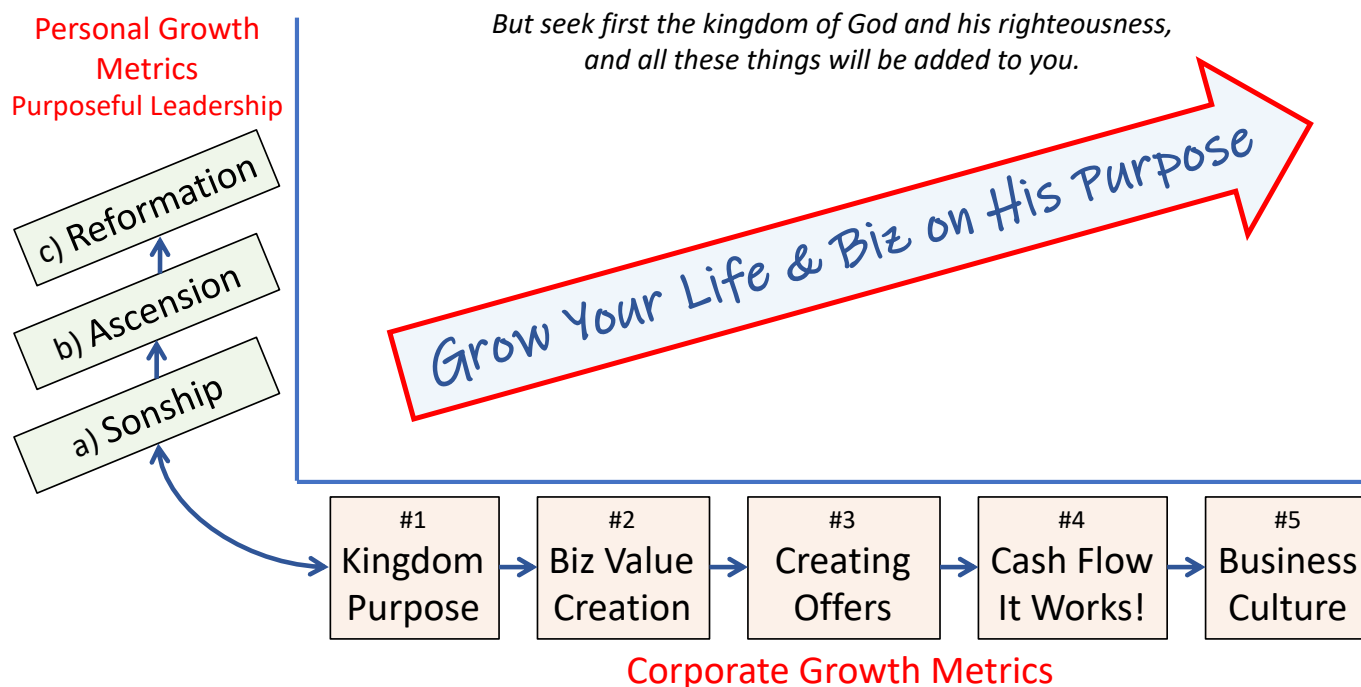 Personal Growth
Metrics
Purposeful Leadership
But seek first the kingdom of God and his righteousness,
and all these things will be added to you.
Grow Your Life & Biz on His Purpose
c) Reformation
b) Ascension
a) Sonship
#1
Kingdom
Purpose
#2
Biz Value
Creation
#3
Creating
Offers
#4
Cash Flow
It Works!
#5
Business
Culture
Corporate Growth Metrics